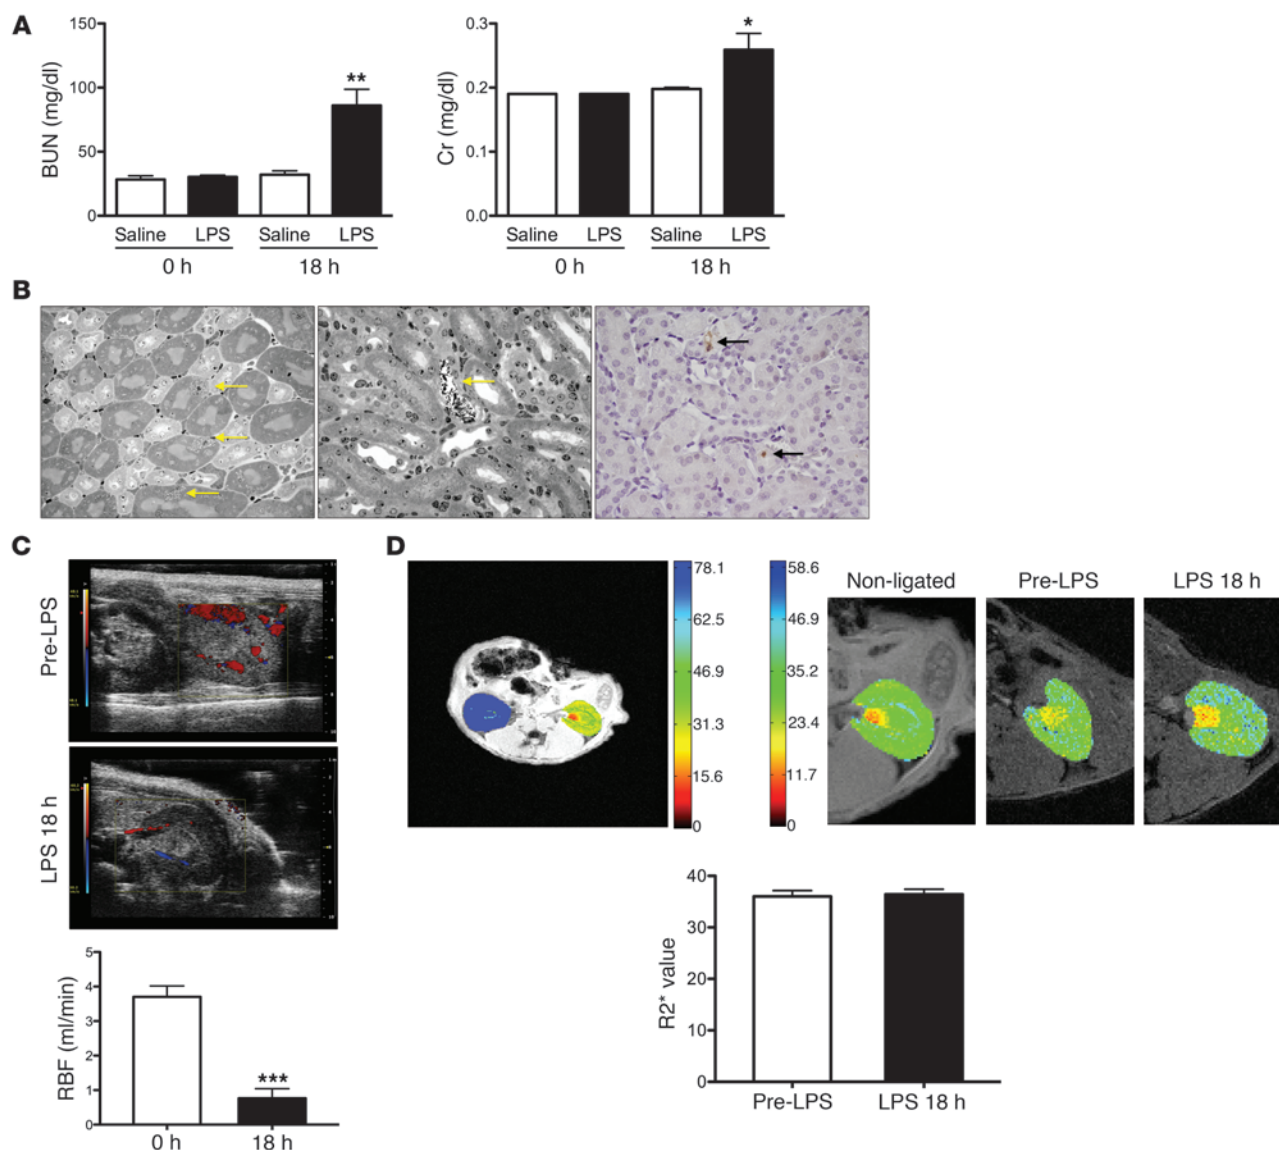 A
150
100
50
0
BUN (mg/dl)
**
Saline LPS Saline LPS
0 h 18 h
0.3
0.2
0.1
0.0
Cr (mg/dl)
*
Saline LPS Saline LPS
0 h 18 h
B
C
Pre-LPS
LPS 18 h
5
4
3
2
1
0
RBF (ml/min)
***
0 h 18 h
D
78.1
62.5
46.9
31.3
15.6
0
58.6
46.9
35.2
23.4
11.7
0
Non-ligated Pre-LPS LPS 18 h
40
30
20
10
0
R2* value
Pre-LPS LPS 18 h